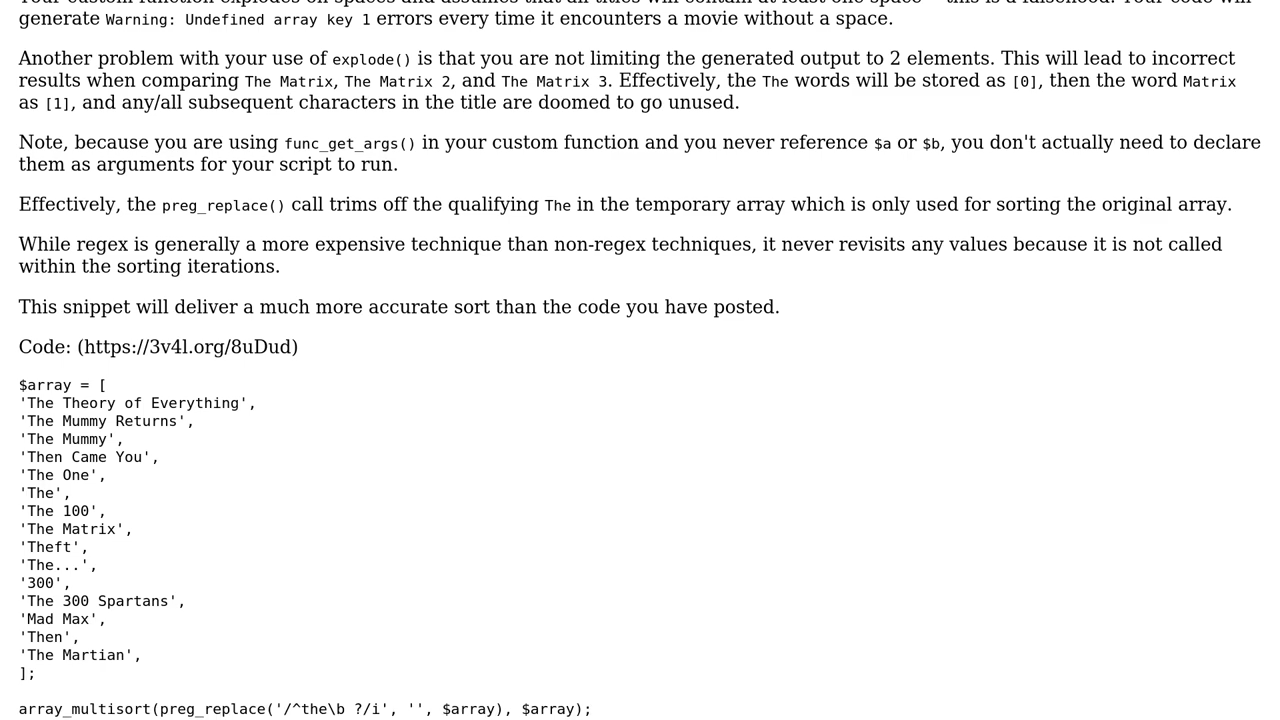 generate Warning: Undefined array key 1 errors every time it encounters a movie without a space.
Another problem with your use of explode() is that you are not limiting the generated output to 2 elements. This will lead to incorrect
results when comparing The Matrix, The Matrix 2, and The Matrix 3. Effectively, the The words will be stored as [0], then the word Matrix
as [1], and any/all subsequent characters in the title are doomed to go unused.
Note, because you are using func_get_args() in your custom function and you never reference $a or $b, you don't actually need to declare
them as arguments for your script to run.
Effectively, the preg_replace() call trims off the qualifying The in the temporary array which is only used for sorting the original array.
While regex is generally a more expensive technique than non-regex techniques, it never revisits any values because it is not called
within the sorting iterations.
This snippet will deliver a much more accurate sort than the code you have posted.
Code: (https://3v4l.org/8uDud)
$array = [
'The Theory of Everything',
'The Mummy Returns',
'The Mummy',
'Then Came You',
'The One',
'The',
'The 100',
'The Matrix',
'Theft',
'The...',
'300',
'The 300 Spartans',
'Mad Max',
'Then',
'The Martian',
];
array_multisort(preg_replace('/^the\b ?/i', '', $array), $array);